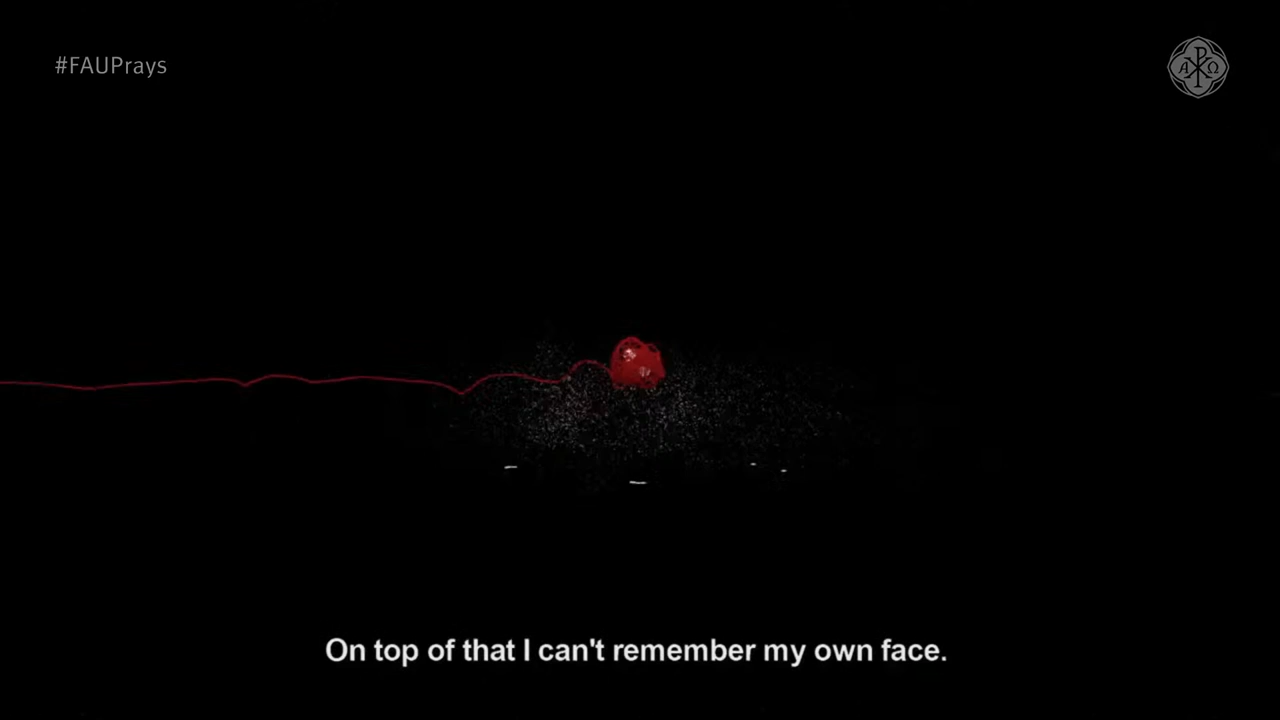 #FAUPrays
Α Ρ Ω
On top of that I can't remember my own face.